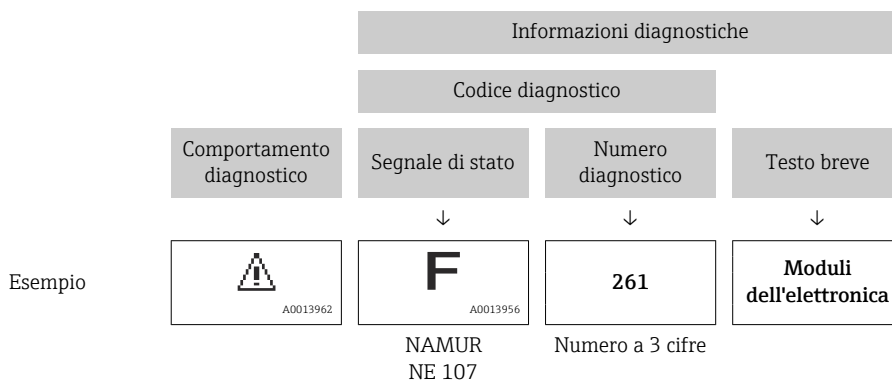 Informazioni diagnostiche
Codice diagnostico
Comportamento
diagnostico
Segnale di stato
Numero
diagnostico
Testo breve
↓ ↓ ↓
Esempio
A0013962
F
A0013956
261
Moduli
dell'elettronica
NAMUR
NE 107
Numero a 3 cifre